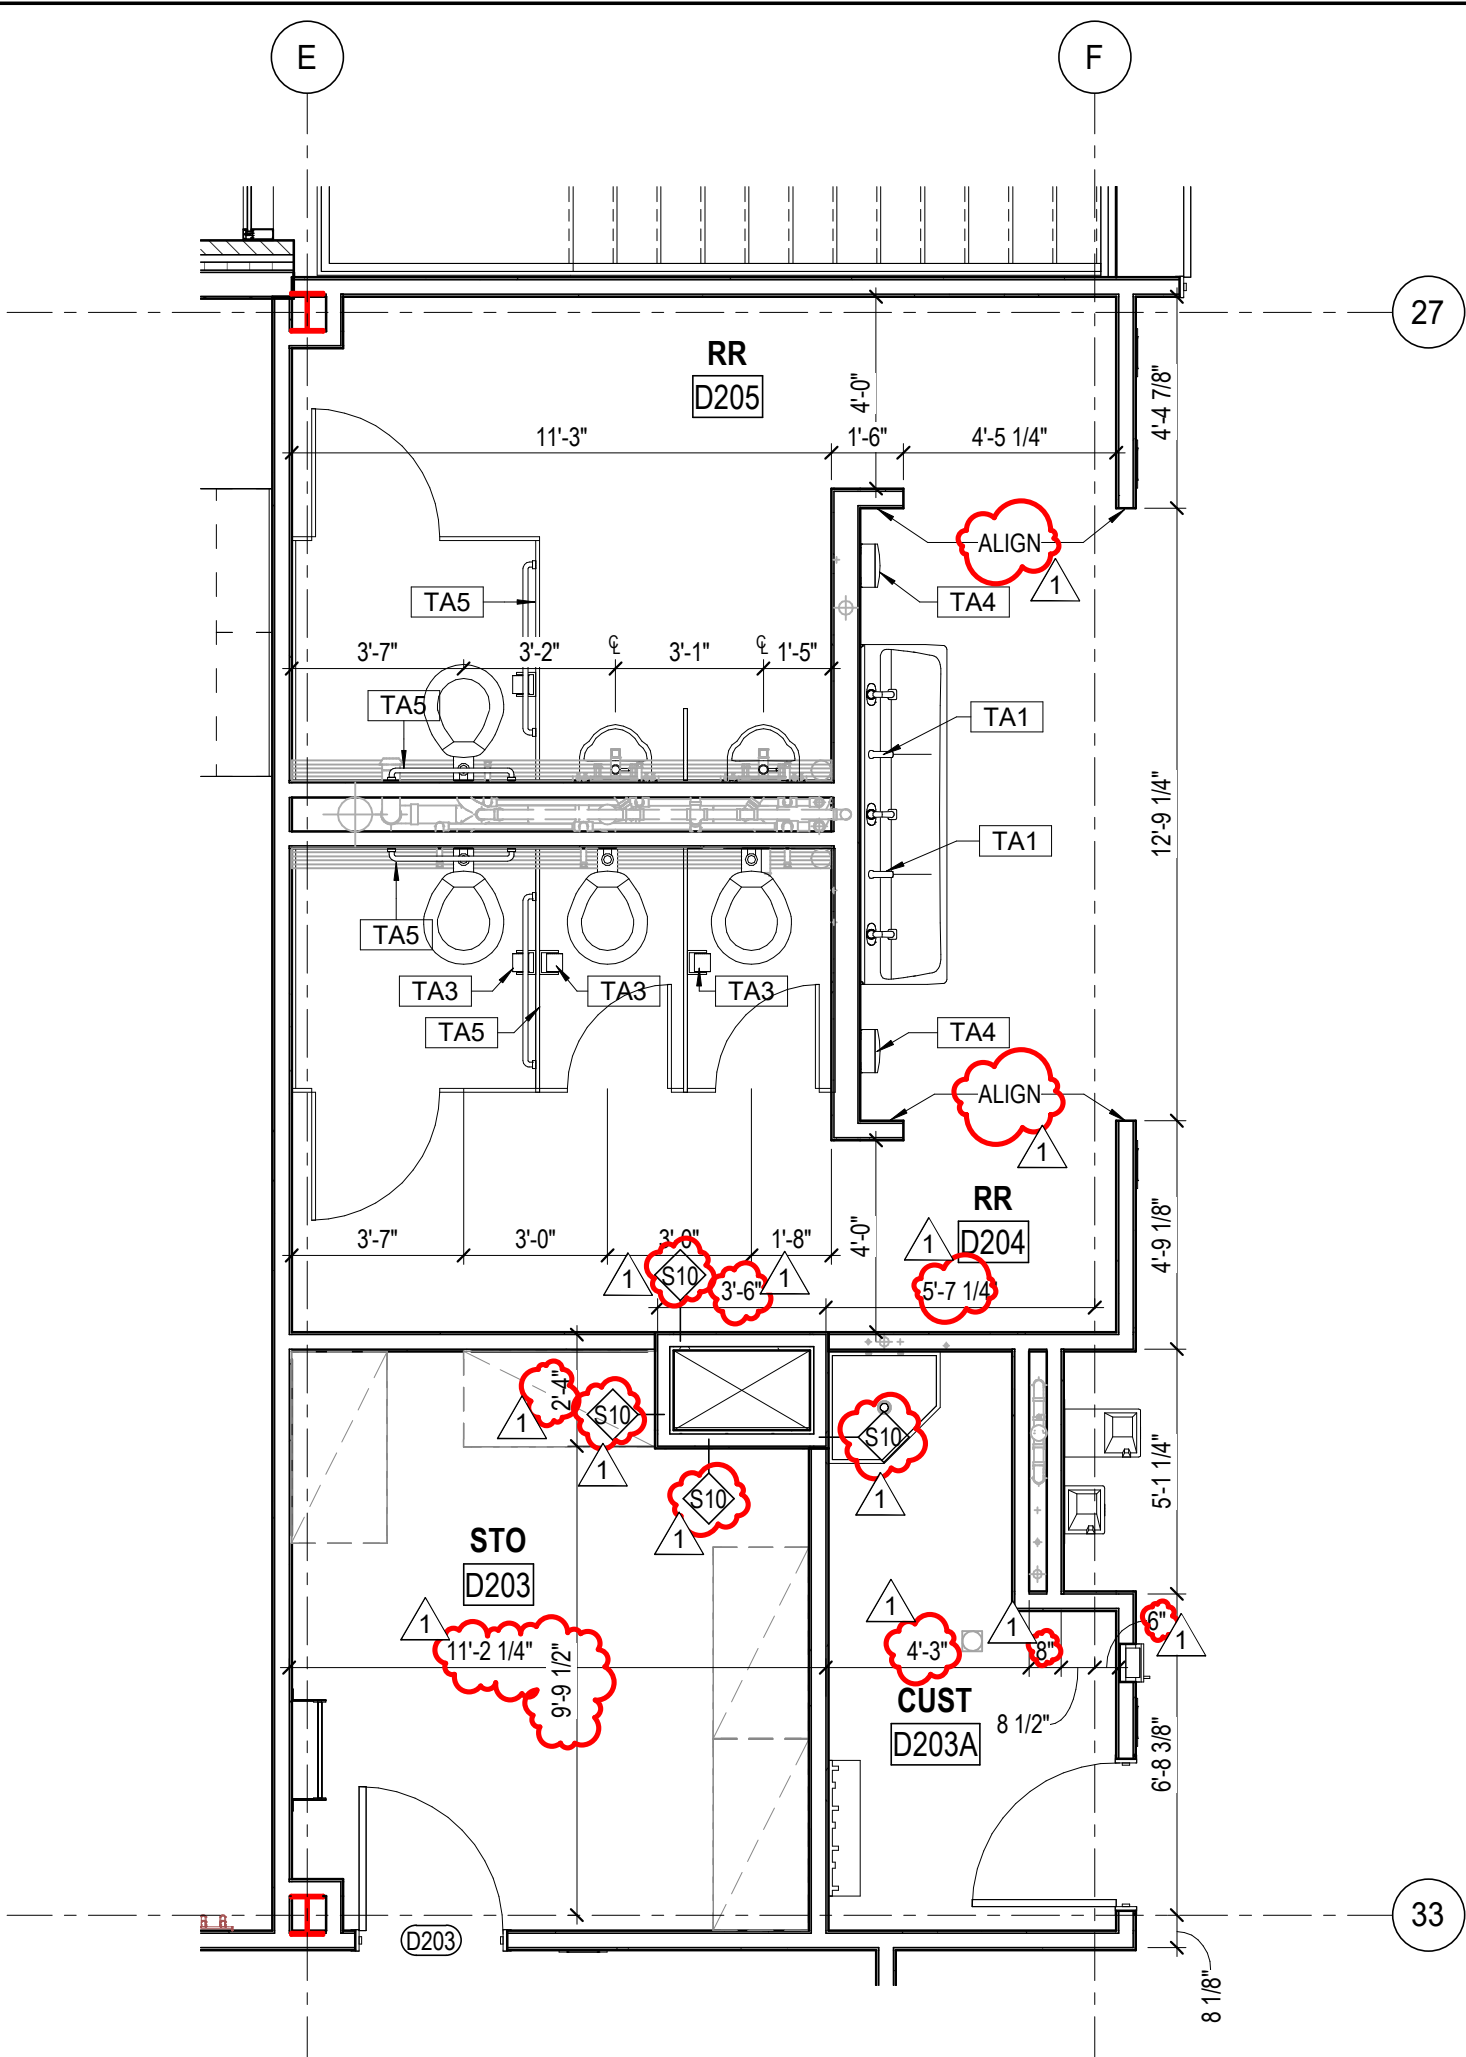 E
F
27
RR
D205
4'-0"
4'-4 7/8"
11'-3"
1'-6"
4'-5 1/4"
ALIGN
1
TA5
TA4
3'-7"
3'-2"
℄
3'-1"
℄
1'-5"
TA5
TA1
12'-9 1/4"
TA1
TA5
TA3
TA3
TA3
TA5
TA4
ALIGN
1
RR
D204
1
4'-9 1/8"
3'-7"
3'-0"
3'-0"
1'-8"
4'-0"
1
S10
3'-6"
1
5'-7 1/4"
2'-4"
1
S10
1
S10
1
S10
1
5'-1 1/4"
STO
D203
1
11'-2 1/4"
9'-9 1/2"
1
4'-3"
1
8"
6"
1
CUST
D203A
8 1/2"
6'-8 3/8"
33
D203
8 1/8"